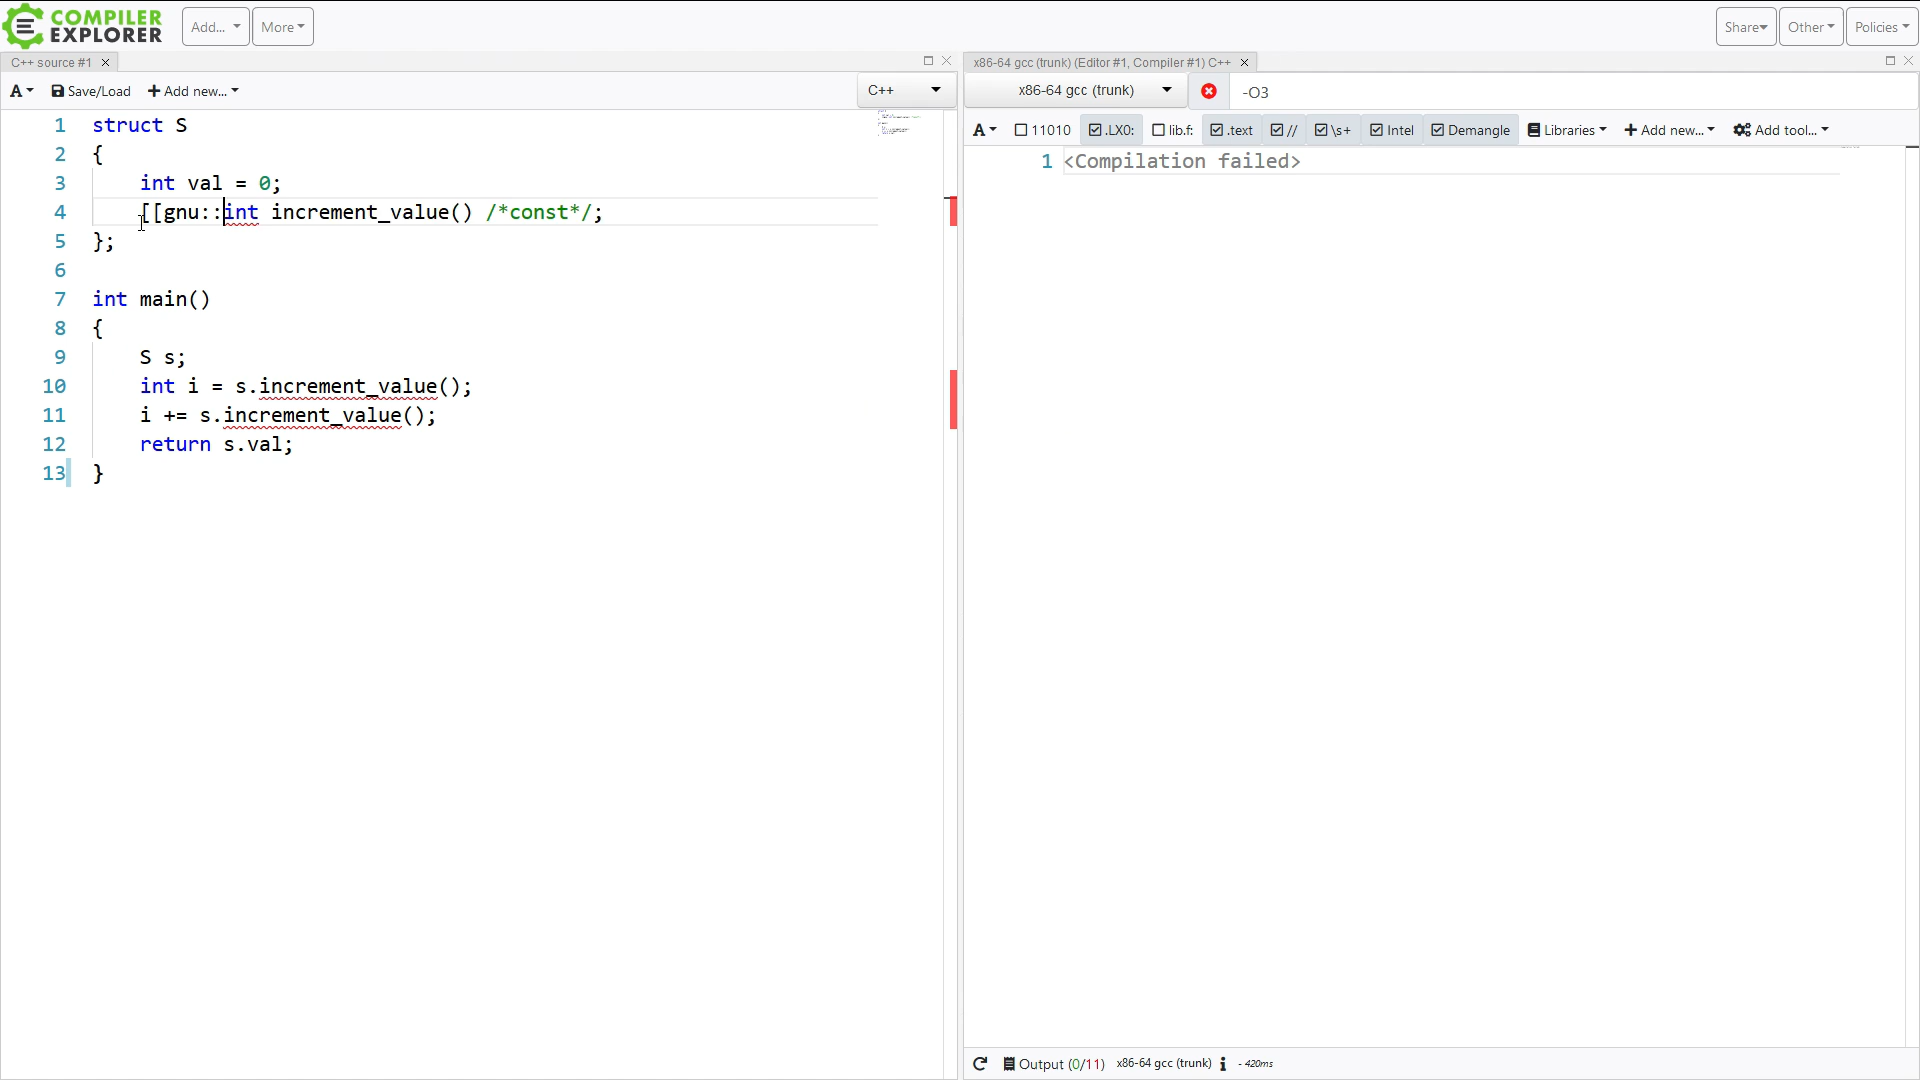 COMPILER
EXPLORER
Add...
More
Share
Other
Policies
C++ source #1
A
Save/Load
Add new...
C++
1 struct S
2 {
3 int val = 0;
4 [[gnu::int increment_value() /*const*/;
5 };
6
7 int main()
8 {
9 S s;
10 int i = s.increment_value();
11 i += s.increment_value();
12 return s.val;
13 }
x86-64 gcc (trunk) (Editor #1, Compiler #1) C++
x86-64 gcc (trunk)
-O3
A
11010
.LX0:
lib.f:
.text
//
\s+
Intel
Demangle
Libraries
Add new...
Add tool...
1 <Compilation failed>
Output (0/11) x86-64 gcc (trunk) i - 420ms